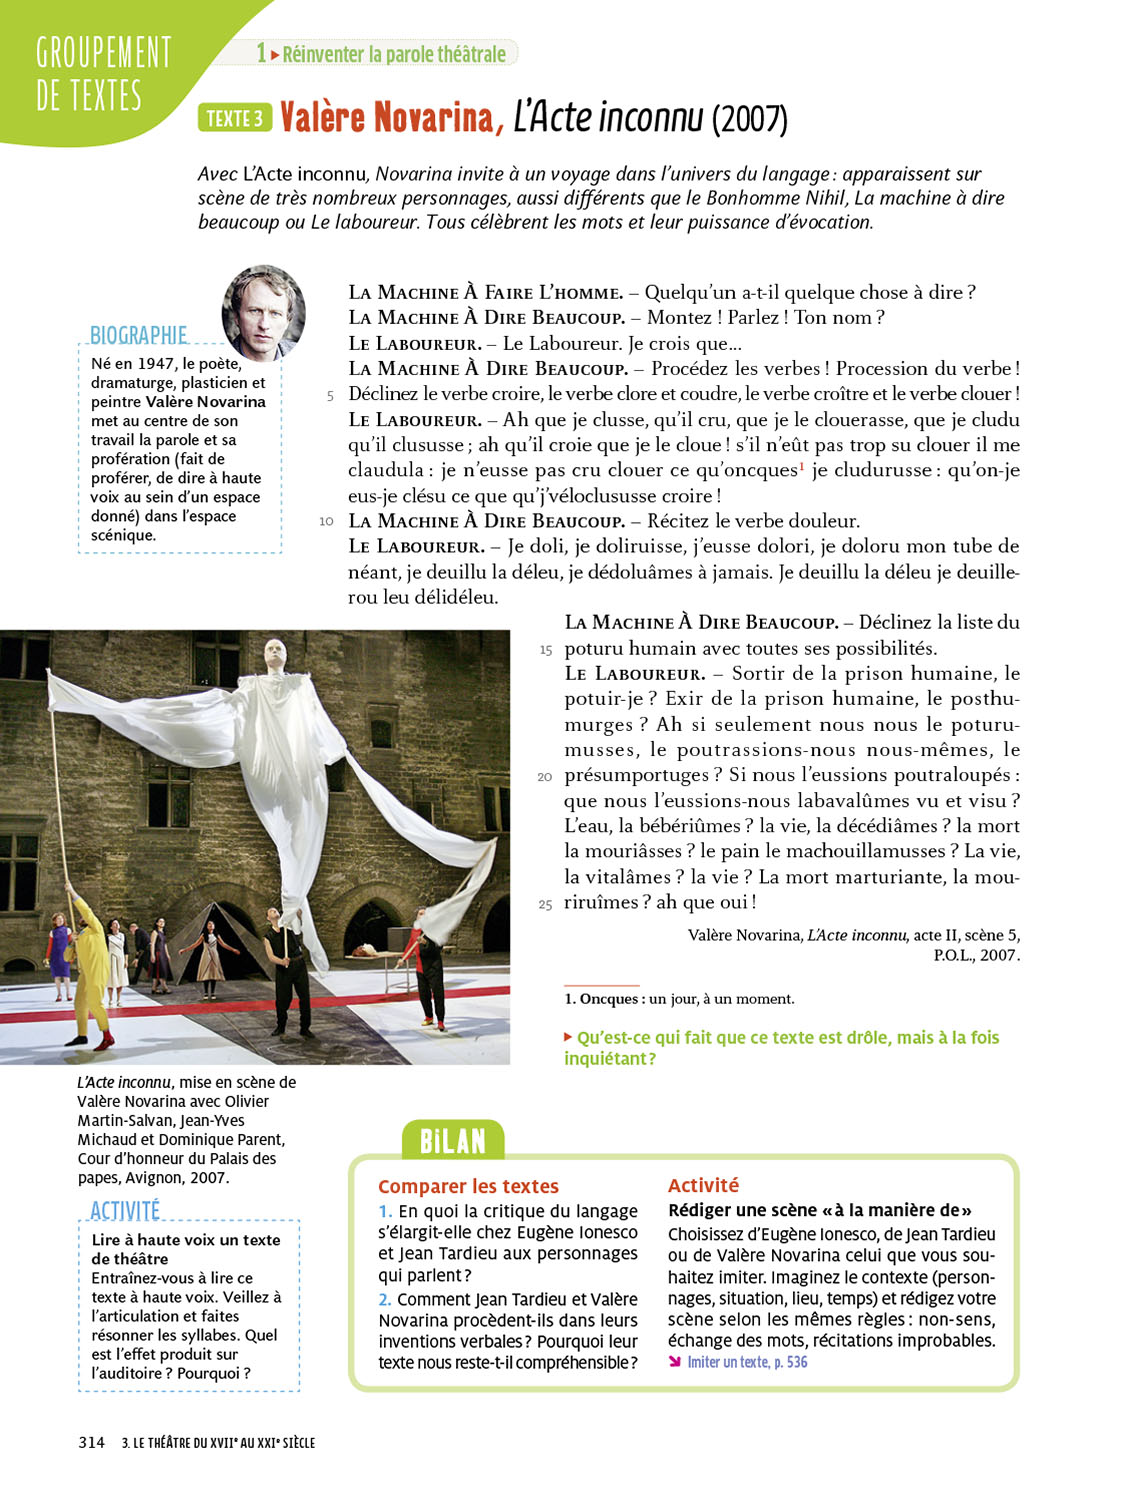 GROUPEMENT
DE TEXTES
1 ▸ Réinventer la parole théâtrale
TEXTE 3 Valère Novarina, L’Acte inconnu (2007)
Avec L’Acte inconnu, Novarina invite à un voyage dans l’univers du langage : apparaissent sur
scène de très nombreux personnages, aussi différents que le Bonhomme Nihil, La machine à dire
beaucoup ou Le laboureur. Tous célèbrent les mots et leur puissance d’évocation.
BIOGRAPHIE
Né en 1947, le poète,
dramaturge, plasticien et
peintre Valère Novarina
met au centre de son
travail la parole et sa
profération (fait de
proférer, de dire à haute
voix au sein d’un espace
donné) dans l’espace
scénique.
La Machine À Faire L’homme. – Quelqu’un a-t-il quelque chose à dire ?
La Machine À Dire Beaucoup. – Montez ! Parlez ! Ton nom ?
Le Laboureur. – Le Laboureur. Je crois que...
La Machine À Dire Beaucoup. – Procédez les verbes ! Procession du verbe !
5 Déclinez le verbe croire, le verbe clore et coudre, le verbe croître et le verbe clouer !
Le Laboureur. – Ah que je clusse, qu’il cru, que je le clouerasse, que je cludu
qu’il clususse ; ah qu’il croie que je le cloue ! s’il n’eût pas trop su clouer il me
claudula : je n’eusse pas cru clouer ce qu’oncques1 je cludurusse : qu’on-je
eus-je clésu ce que qu’j’véloclususse croire !
10 La Machine À Dire Beaucoup. – Récitez le verbe douleur.
Le Laboureur. – Je doli, je doliruisse, j’eusse dolori, je doloru mon tube de
néant, je deuillu la déleu, je dédoluâmes à jamais. Je deuillu la déleu je deuille-
rou leu délidéleu.
La Machine À Dire Beaucoup. – Déclinez la liste du
15 poturu humain avec toutes ses possibilités.
Le Laboureur. – Sortir de la prison humaine, le
potuir-je ? Exir de la prison humaine, le posthu-
murges ? Ah si seulement nous nous le poturu-
musses, le poutrassions-nous nous-mêmes, le
20 présumportuges ? Si nous l’eussions poutraloupés :
que nous l’eussions-nous labavalûmes vu et visu ?
L’eau, la bébériûmes ? la vie, la décédiâmes ? la mort
la mouriâsses ? le pain le machouillamusses ? La vie,
la vitalâmes ? la vie ? La mort marturiante, la mou-
25 riruîmes ? ah que oui !
Valère Novarina, L’Acte inconnu, acte II, scène 5,
P.O.L., 2007.
1. Oncques : un jour, à un moment.
▸ Qu’est-ce qui fait que ce texte est drôle, mais à la fois
inquiétant ?
L’Acte inconnu, mise en scène de
Valère Novarina avec Olivier
Martin-Salvan, Jean-Yves
Michaud et Dominique Parent,
Cour d’honneur du Palais des
papes, Avignon, 2007.
ACTIVITÉ
Lire à haute voix un texte
de théâtre
Entraînez-vous à lire ce
texte à haute voix. Veillez à
l’articulation et faites
résonner les syllabes. Quel
est l’effet produit sur
l’auditoire ? Pourquoi ?
BiLAN
Comparer les textes
1. En quoi la critique du langage
s’élargit-elle chez Eugène Ionesco
et Jean Tardieu aux personnages
qui parlent ?
2. Comment Jean Tardieu et Valère
Novarina procèdent-ils dans leurs
inventions verbales ? Pourquoi leur
texte nous reste-t-il compréhensible ?
Activité
Rédiger une scène « à la manière de »
Choisissez d’Eugène Ionesco, de Jean Tardieu
ou de Valère Novarina celui que vous sou-
haitez imiter. Imaginez le contexte (person-
nages, situation, lieu, temps) et rédigez votre
scène selon les mêmes règles : non-sens,
échange des mots, récitations improbables.
➘ Imiter un texte, p. 536
314 3. LE THÉÂTRE DU XVIIe AU XXIe SIÈCLE